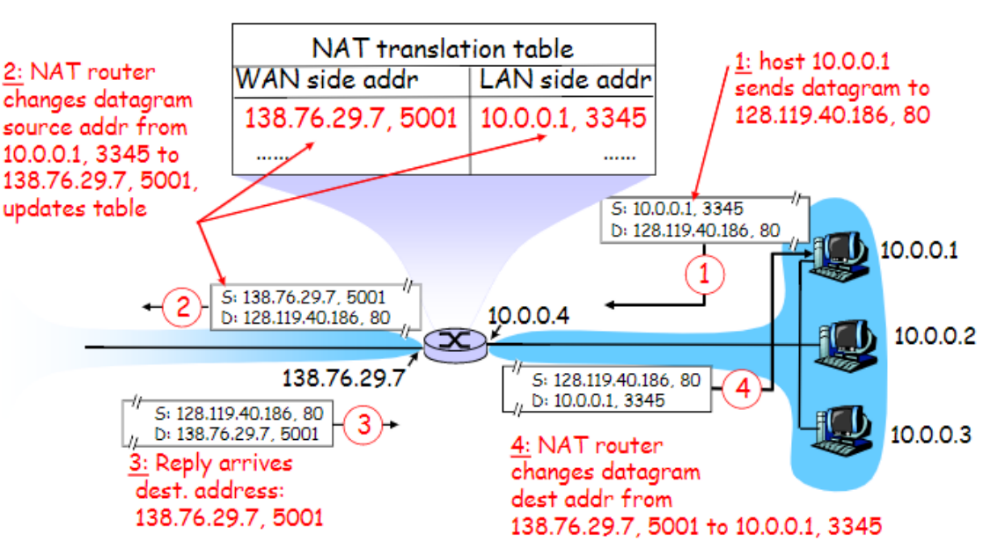 NAT translation table
WAN side addr LAN side addr
138.76.29.7, 5001 10.0.0.1, 3345
...... ......
2: NAT router
changes datagram
source addr from
10.0.0.1, 3345 to
138.76.29.7, 5001,
updates table
1: host 10.0.0.1
sends datagram to
128.119.40.186, 80
S: 10.0.0.1, 3345
D: 128.119.40.186, 80
1
10.0.0.1
10.0.0.2
10.0.0.3
2
S: 138.76.29.7, 5001
D: 128.119.40.186, 80
10.0.0.4
138.76.29.7
S: 128.119.40.186, 80
D: 138.76.29.7, 5001
3
S: 128.119.40.186, 80
D: 10.0.0.1, 3345
4
3: Reply arrives
dest. address:
138.76.29.7, 5001
4: NAT router
changes datagram
dest addr from
138.76.29.7, 5001 to 10.0.0.1, 3345